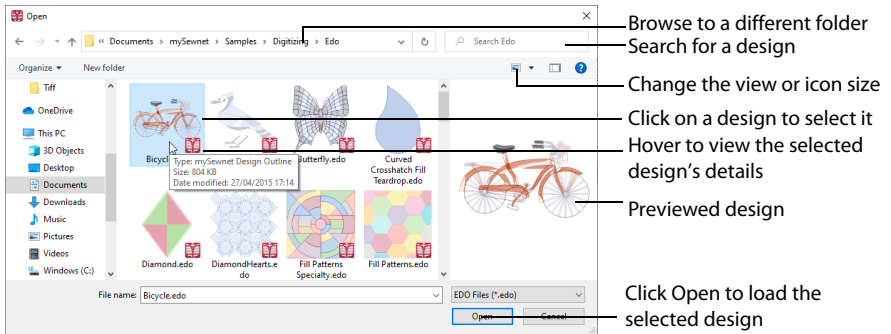 Open
« Documents › mySewnet › Samples › Digitizing › Edo
Search Edo
Organize
New folder
Tiff
OneDrive
This PC
3D Objects
Desktop
Documents
Downloads
Music
Pictures
Videos
Windows (C:)
Type: mySewnet Design Outline
Size: 804 KB
Date modified: 27/04/2015 17:14
Curved
Crosshatch Fill
Teardrop.edo
Diamond.edo
DiamondHearts.e
do
Fill Patterns
Specialty.edo
Fill Patterns.edo
File name:
Bicycle.edo
EDO Files (*.edo)
Open
Cancel
Browse to a different folder
Search for a design
Change the view or icon size
Click on a design to select it
Hover to view the selected
design's details
Previewed design
Click Open to load the
selected design